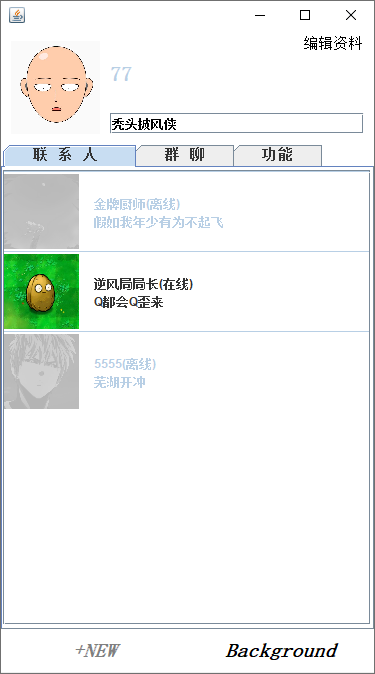 编辑资料
77
秃头披风侠
联 系 人
群 聊
功能
金牌厨师(离线)
假如我年少有为不起飞
逆风局局长(在线)
Q都会Q歪来
5555(离线)
芜湖开冲
+NEW
Background